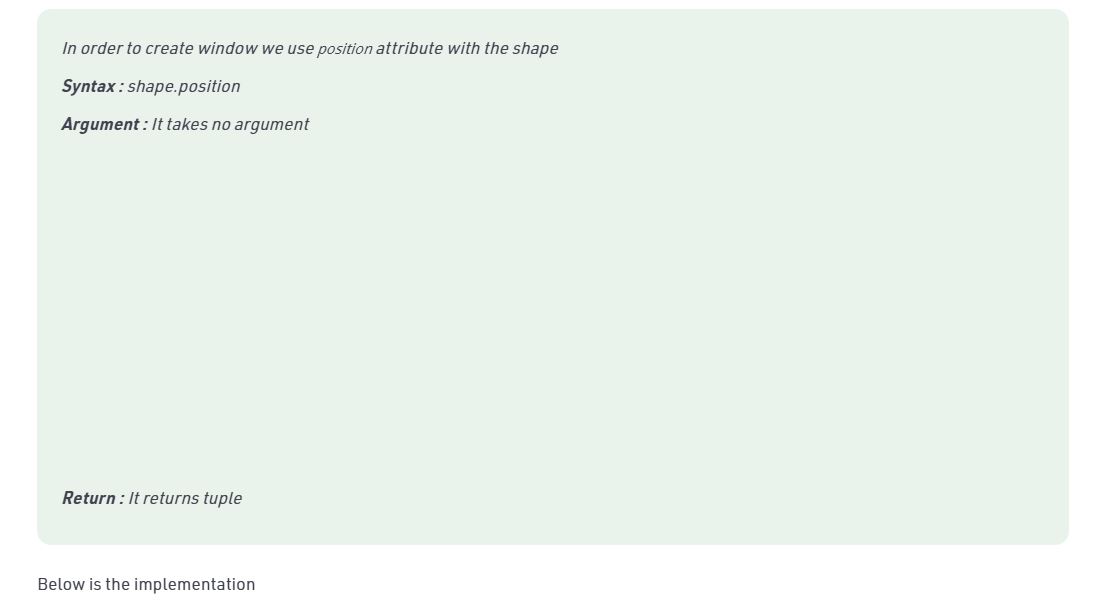 In order to create window we use position attribute with the shape
Syntax : shape.position
Argument : It takes no argument
Return : It returns tuple
Below is the implementation